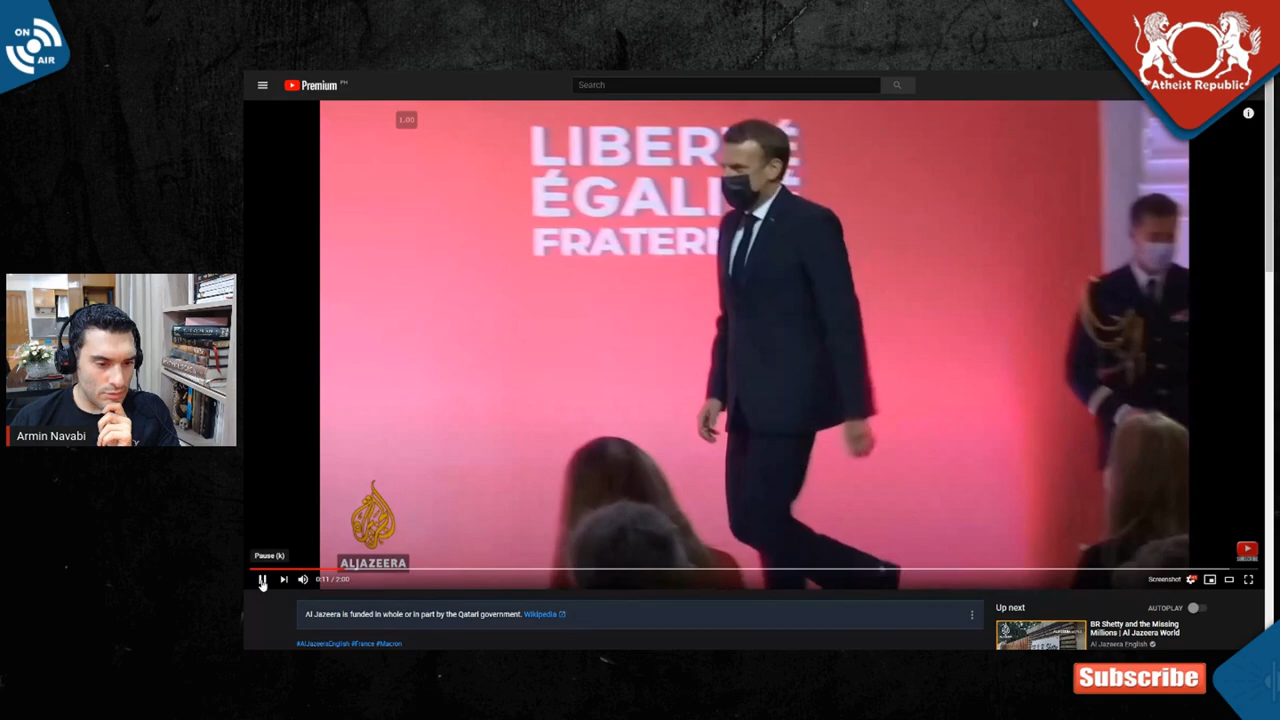 ON
AIR
Premium PH
Search
Atheist Republic
1.00
LIBER É
ÉGALI É
FRATERN
Armin Navabi
ALJAZEERA
Pause (k)
0:11 / 2:00
Screenshot
SUBSCRIBE
Al Jazeera is funded in whole or in part by the Qatari government. Wikipedia
Up next
AUTOPLAY
#AlJazeeraEnglish #France #Macron
BR Shetty and the Missing
Millions | Al Jazeera World
Al Jazeera English
Subscribe